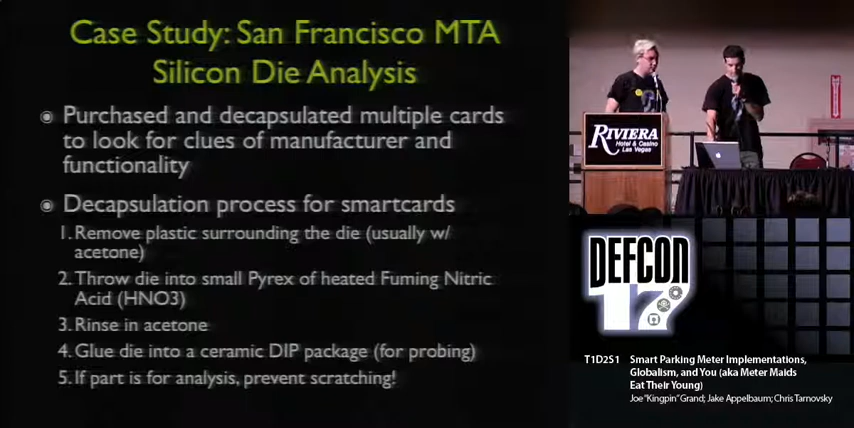 Case Study: San Francisco MTA
Silicon Die Analysis
Purchased and decapsulated multiple cards
to look for clues of manufacturer and
functionality
Decapsulation process for smartcards
1. Remove plastic surrounding the die (usually w/
acetone)
2. Throw die into small Pyrex of heated Fuming Nitric
Acid (HNO3)
3. Rinse in acetone
4. Glue die into a ceramic DIP package (for probing)
5. If part is for analysis, prevent scratching!
RIVIERA
Hotel & Casino
Las Vegas
DEFCON
17
T1D2S1 Smart Parking Meter Implementations,
Globalism, and You (aka Meter Maids
Eat Their Young)
Joe "Kingpin" Grand; Jake Appelbaum; Chris Tarnovsky